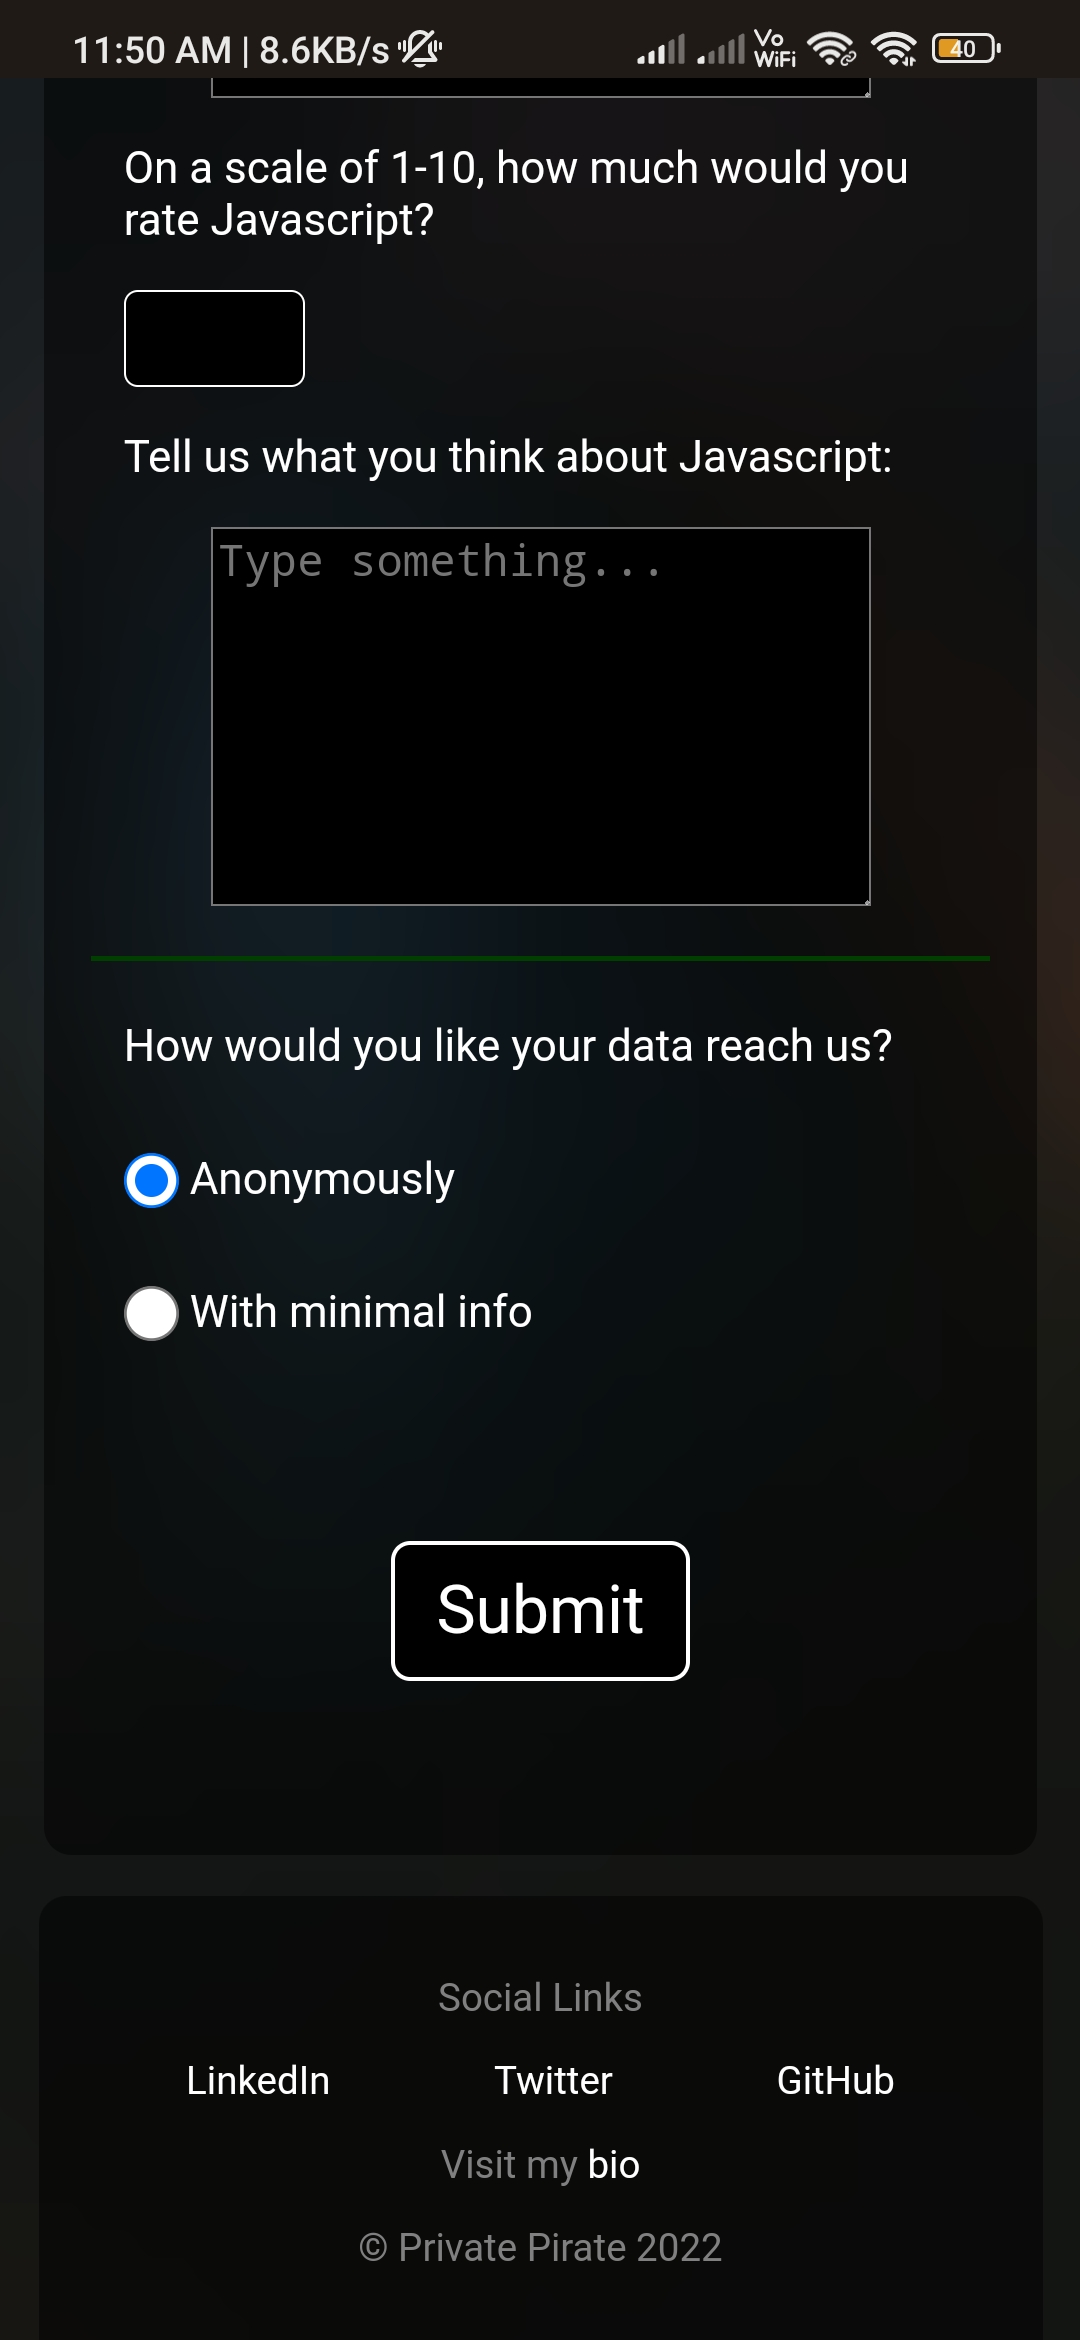 11:50 AM | 8.6KB/s Vo WiFi 40
On a scale of 1-10, how much would you
rate Javascript?
Tell us what you think about Javascript:
Type something...
How would you like your data reach us?
Anonymously
With minimal info
Submit
Social Links
LinkedIn Twitter GitHub
Visit my bio
© Private Pirate 2022